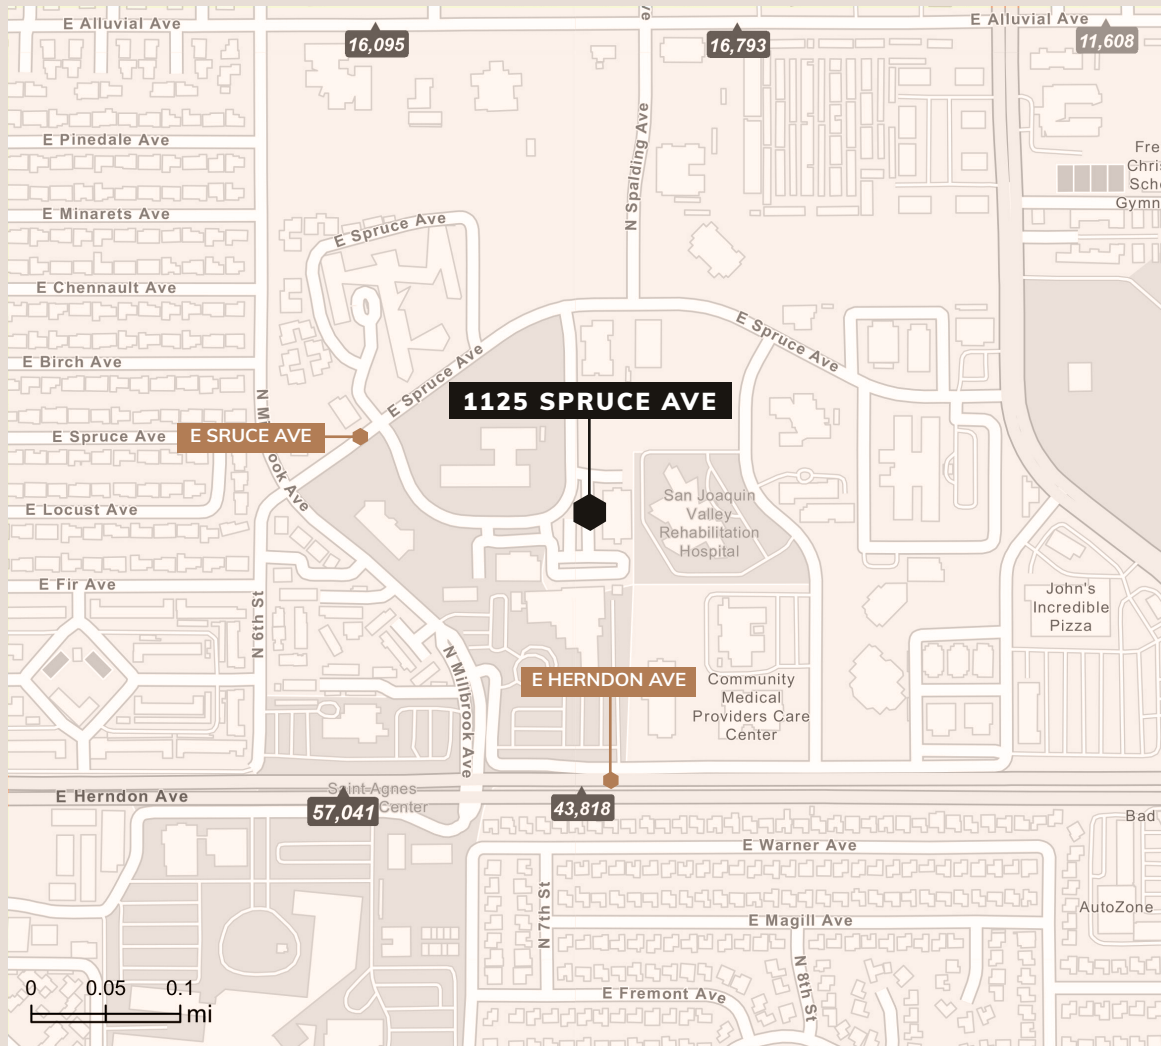 E Alluvial Ave
E Alluvial Ave
16,095
16,793
11,608
E Pinedale Ave
N Spalding Ave
E Minarets Ave
E Spruce Ave
E Chennault Ave
E Birch Ave
E Spruce Ave
E Spruce Ave
1125 SPRUCE AVE
E Spruce Ave
E SRUCE AVE
E Locust Ave
San Joaquin
Valley
Rehabilitation
Hospital
E Fir Ave
N 6th St
John's
Incredible
Pizza
N Millbrook Ave
E HERNDON AVE
Community
Medical
Providers Care
Center
E Herndon Ave
Saint Agnes
Center
57,041
43,818
Bad
E Warner Ave
N 7th St
E Magill Ave
AutoZone
N 8th St
E Fremont Ave
0 0.05 0.1
mi